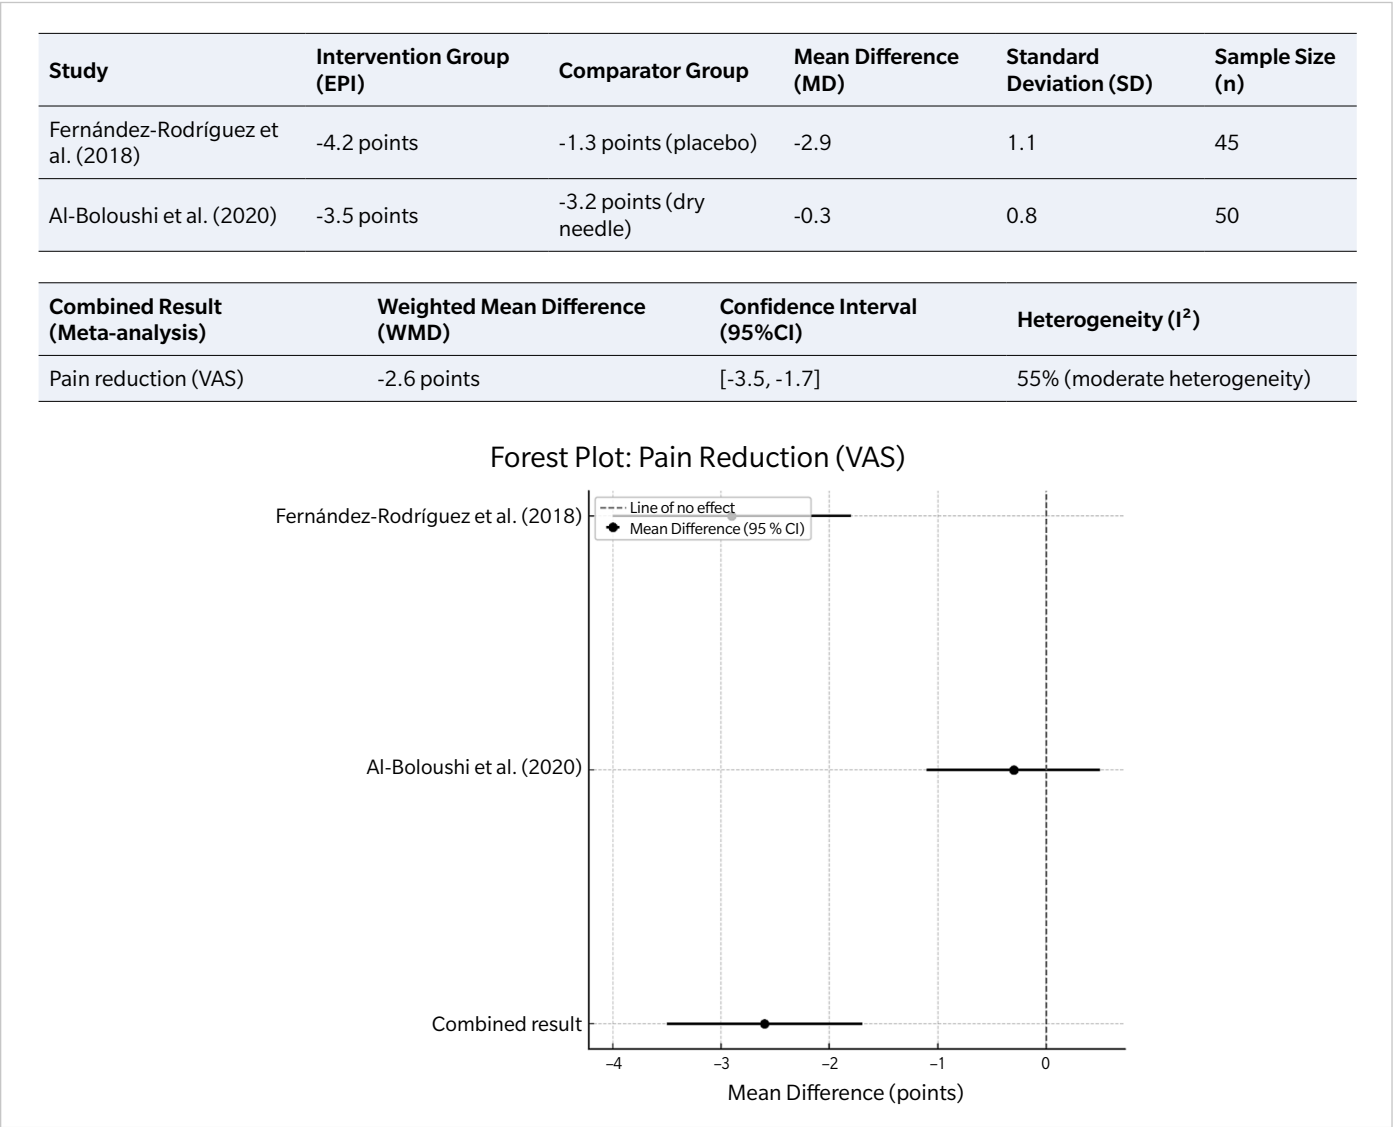 Study Intervention Group (EPI) Comparator Group Mean Difference (MD) Standard Deviation (SD) Sample Size (n)
Fernández-Rodríguez et al. (2018) -4.2 points -1.3 points (placebo) -2.9 1.1 45
Al-Boloushi et al. (2020) -3.5 points -3.2 points (dry needle) -0.3 0.8 50
Combined Result (Meta-analysis) Weighted Mean Difference (WMD) Confidence Interval (95%CI) Heterogeneity (I²)
Pain reduction (VAS) -2.6 points [-3.5, -1.7] 55% (moderate heterogeneity)
Forest Plot: Pain Reduction (VAS)
Line of no effect
Mean Difference (95 % CI)
Fernández-Rodríguez et al. (2018)
Al-Boloushi et al. (2020)
Combined result
–4 –3 –2 –1 0
Mean Difference (points)